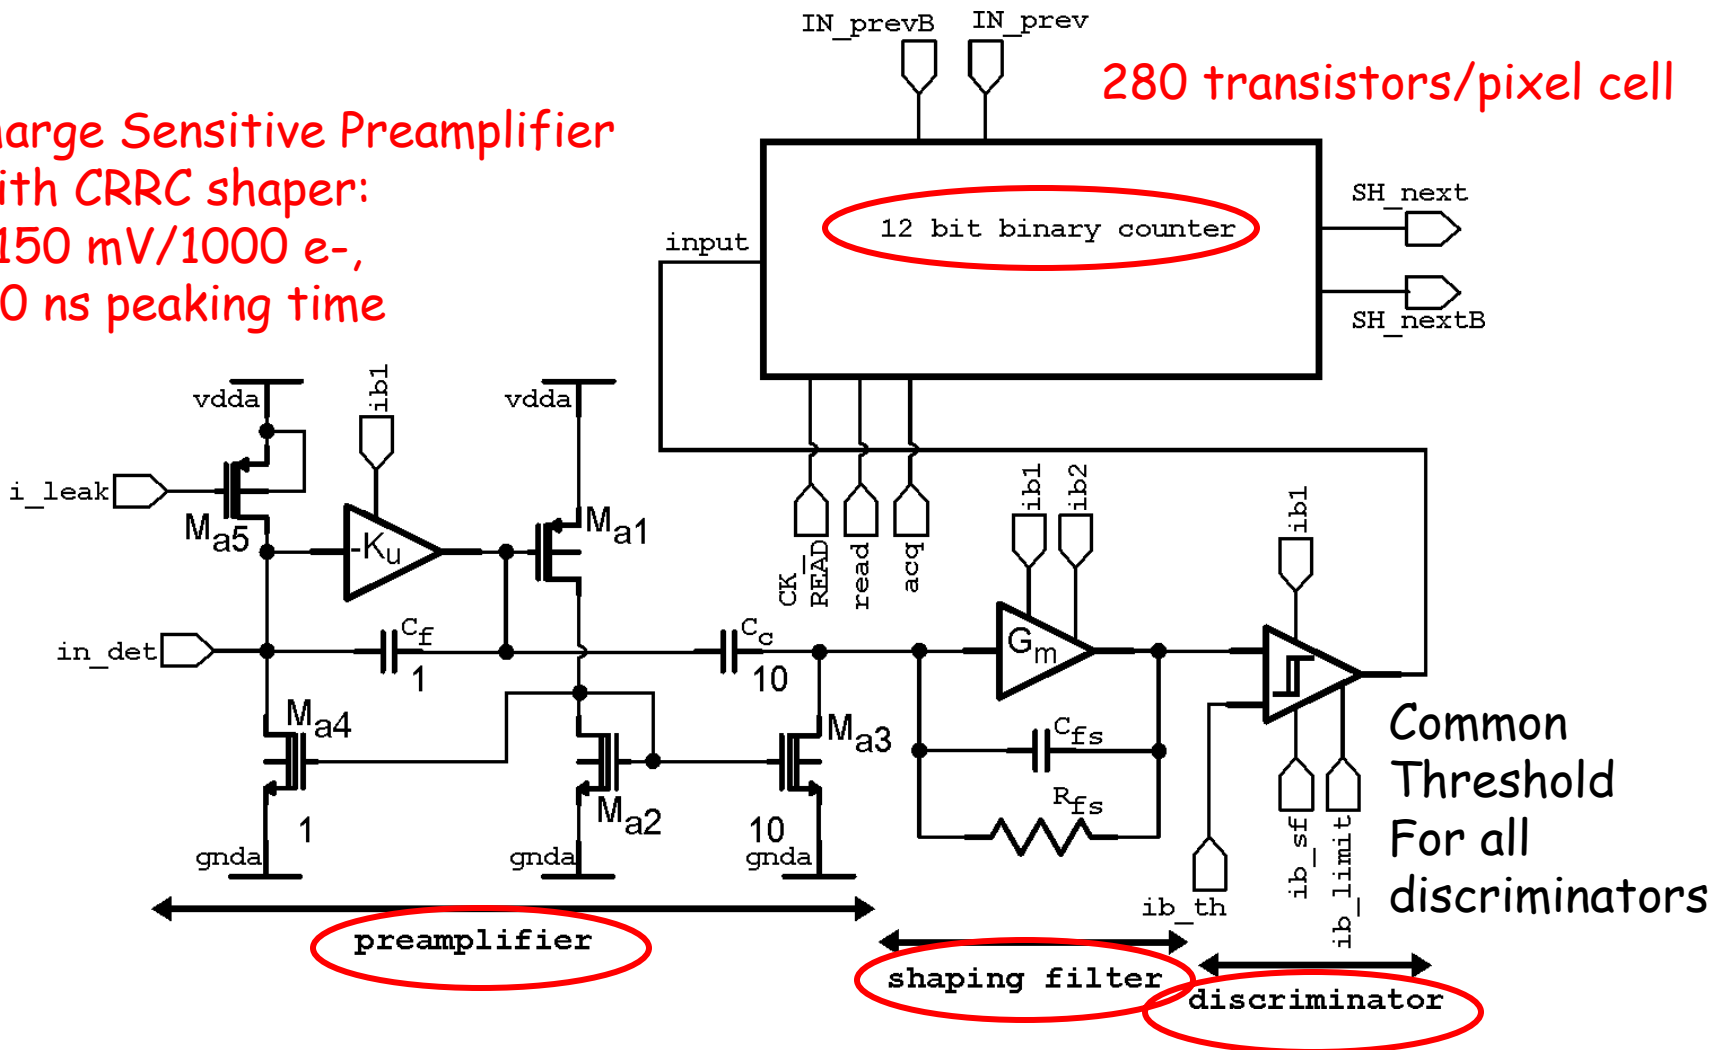 IN_prevB
IN_prev
280 transistors/pixel cell
harge Sensitive Preamplifier
ith CRRC shaper:
150 mV/1000 e-,
0 ns peaking time
12 bit binary counter
input
SH_next
SH_nextB
vdda
ib1
vdda
i_leak
Ma5
-Ku
Ma1
CK_
READ
read
acq
ib1
ib2
ib1
in_det
Cf
1
Cc
10
Gm
Ma4
1
Ma2
Ma3
10
Cfs
Rfs
gnda
gnda
gnda
ib_th
ib_sf
ib_limit
Common
Threshold
For all
discriminators
preamplifier
shaping filter
discriminator